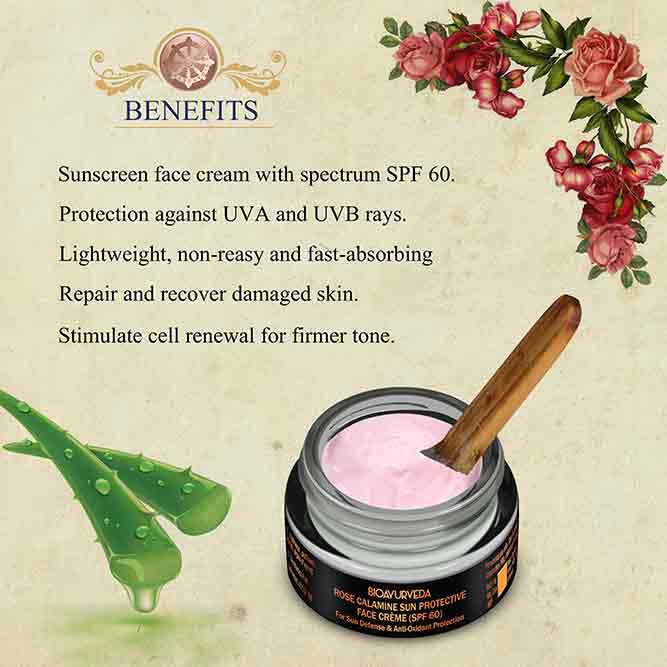 BENEFITS
Sunscreen face cream with spectrum SPF 60.
Protection against UVA and UVB rays.
Lightweight, non-reasy and fast-absorbing
Repair and recover damaged skin.
Stimulate cell renewal for firmer tone.
BIOAYURVEDA
ROSE CALAMINE SUN PROTECTIVE
FACE CRÈME (SPF 60)
For Sun Defense & Anti-Oxidant Protection